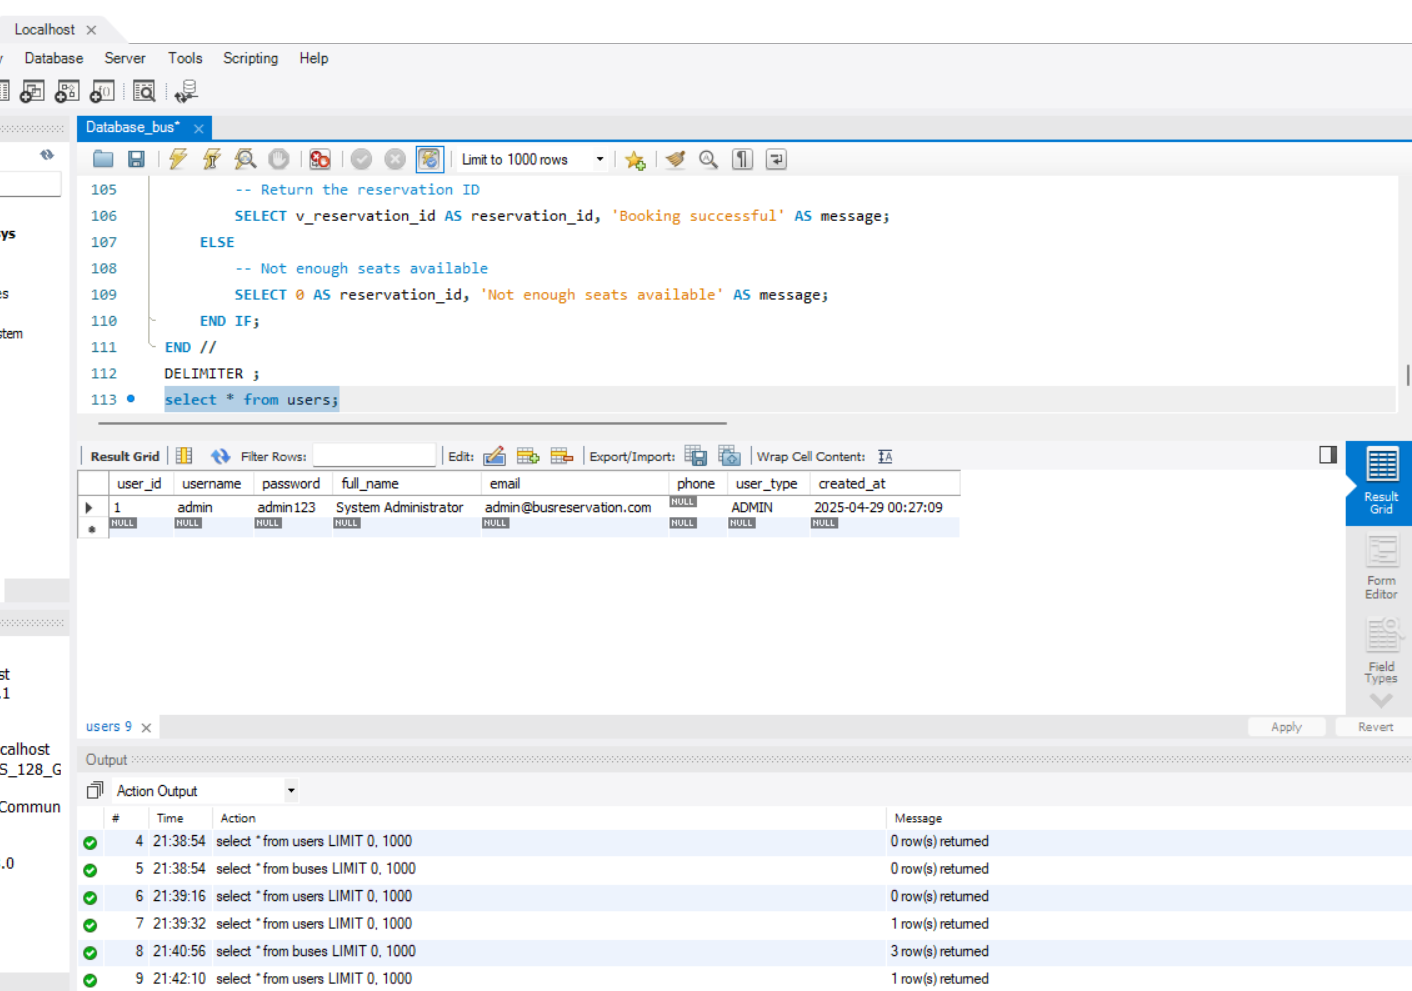 Localhost
Database Server Tools Scripting Help
Database_bus*
Limit to 1000 rows
105 -- Return the reservation ID
106 SELECT v_reservation_id AS reservation_id, 'Booking successful' AS message;
107 ELSE
108 -- Not enough seats available
109 SELECT 0 AS reservation_id, 'Not enough seats available' AS message;
110 END IF;
111 END //
112 DELIMITER ;
113 select * from users;
ys
es
stem
Result Grid Filter Rows: Edit: Export/Import: Wrap Cell Content:
user_id username password full_name email phone user_type created_at
1 admin admin123 System Administrator admin@busreservation.com NULL ADMIN 2025-04-29 00:27:09
NULL NULL NULL NULL NULL NULL NULL NULL
Result
Grid
Form
Editor
Field
Types
st
.1
calhost
S_128_G
Commun
.0
users 9 Apply Revert
Output
Action Output
# Time Action Message
4 21:38:54 select * from users LIMIT 0, 1000 0 row(s) returned
5 21:38:54 select * from buses LIMIT 0, 1000 0 row(s) returned
6 21:39:16 select * from users LIMIT 0, 1000 0 row(s) returned
7 21:39:32 select * from users LIMIT 0, 1000 1 row(s) returned
8 21:40:56 select * from buses LIMIT 0, 1000 3 row(s) returned
9 21:42:10 select * from users LIMIT 0, 1000 1 row(s) returned